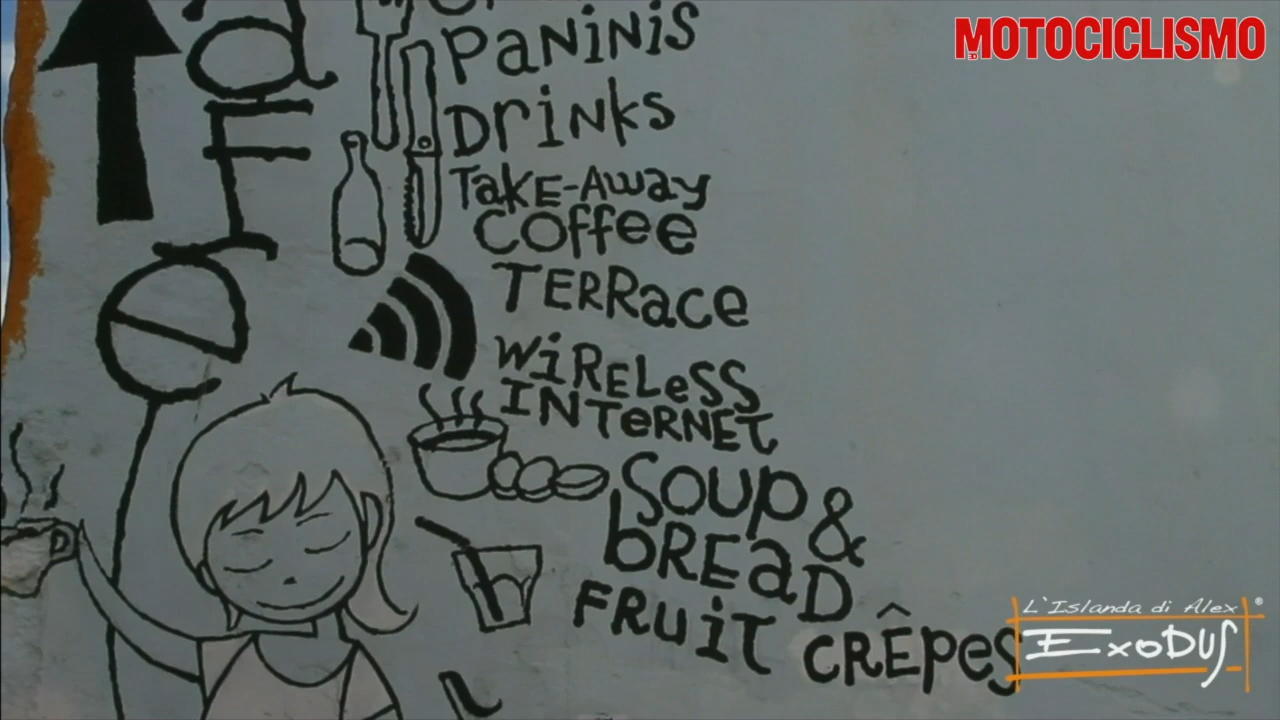 MOTOCICLISMO
PANiNiS
DrinKs
TaKE-AWay
Coffee
TERRace
WiRELeSS
INTeRNET
Soup &
bREaD
FRuiT CRÊPeS
L'Islanda di Alex
EXODUS